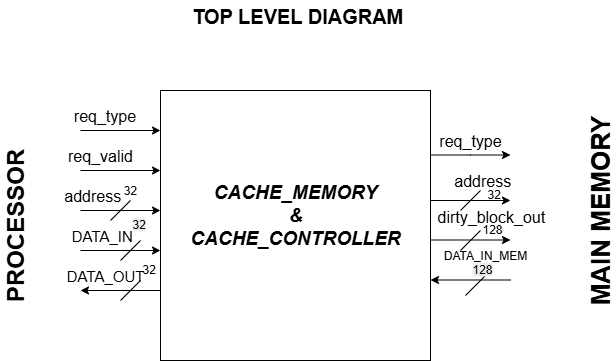 TOP LEVEL DIAGRAM
PROCESSOR
req_type
req_valid
address 32
DATA_IN 32
DATA_OUT 32
CACHE_MEMORY
&
CACHE_CONTROLLER
req_type
address
32
dirty_block_out
128
DATA_IN_MEM
128
MAIN MEMORY